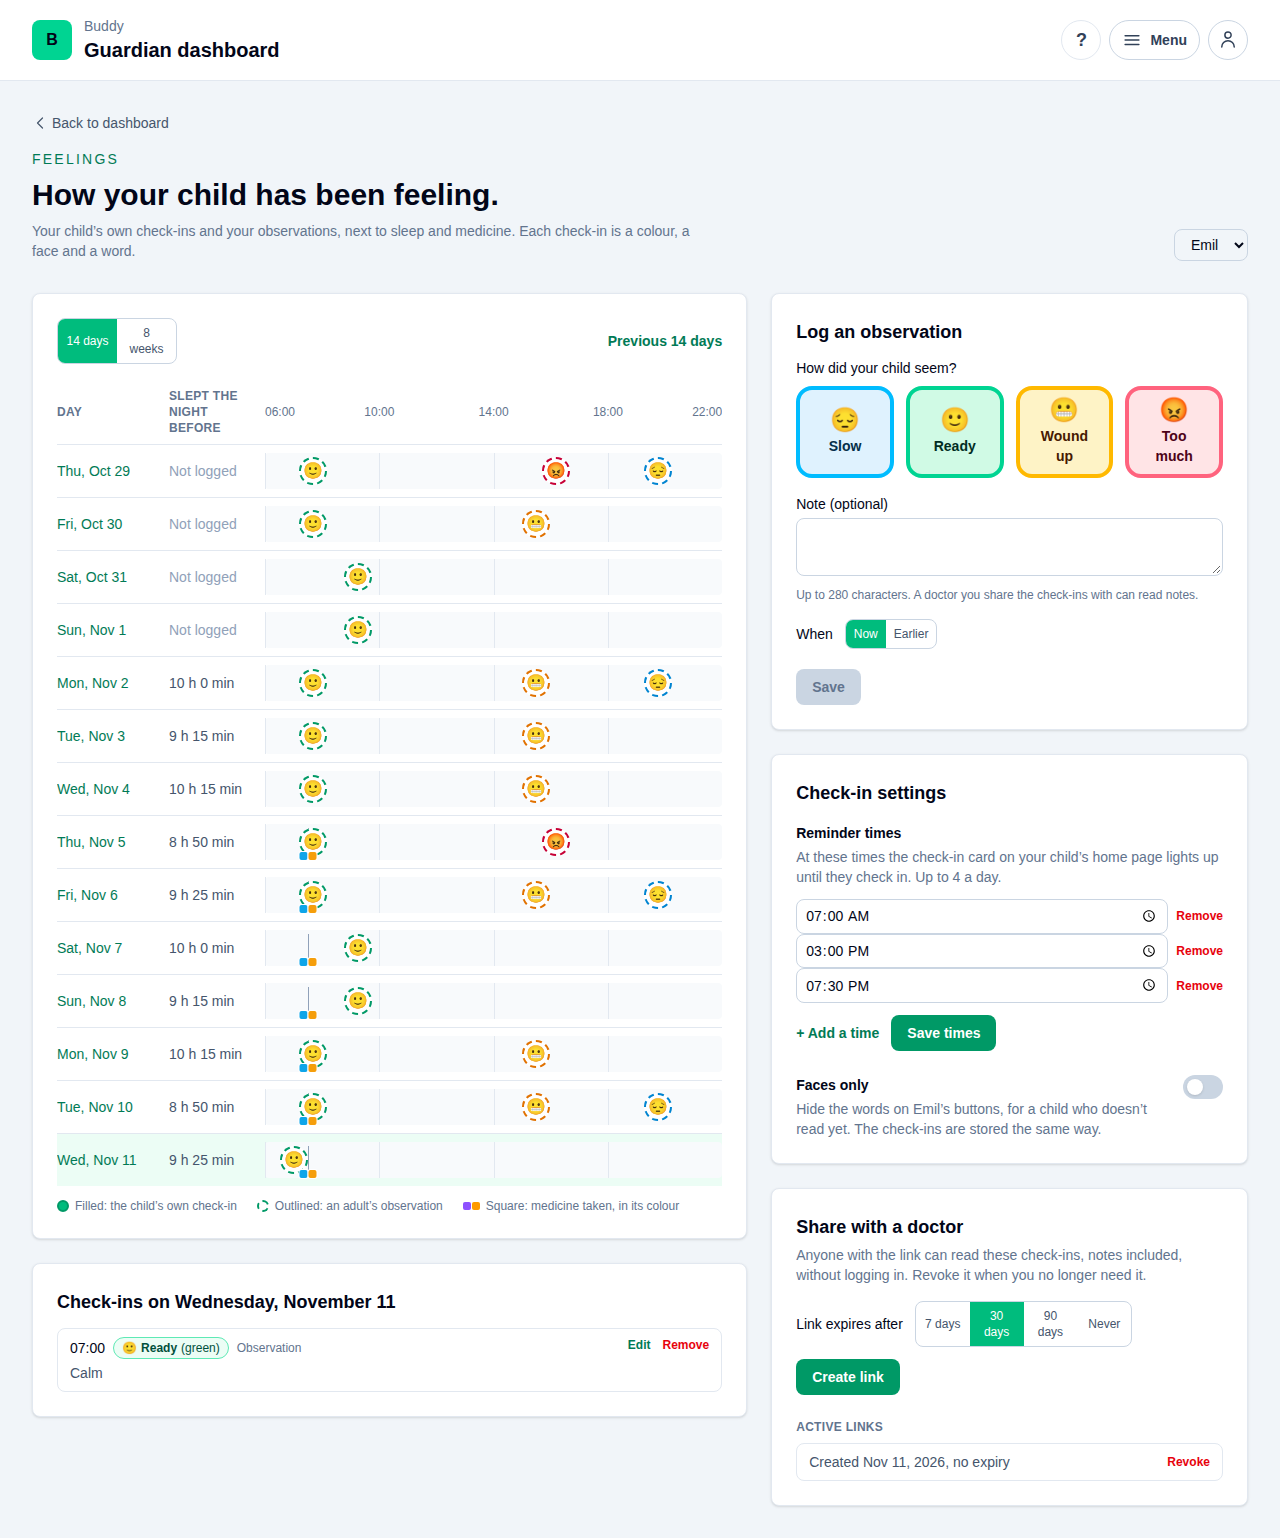 B
Buddy
Guardian dashboard
?
Menu
Back to dashboard
FEELINGS
How your child has been feeling.
Your child’s own check-ins and your observations, next to sleep and medicine. Each check-in is a colour, a
face and a word.
Emil
14 days
8
weeks
Previous 14 days
DAY
SLEPT THE
NIGHT
BEFORE
06:00 10:00 14:00 18:00 22:00
Thu, Oct 29 Not logged
Fri, Oct 30 Not logged
Sat, Oct 31 Not logged
Sun, Nov 1 Not logged
Mon, Nov 2 10 h 0 min
Tue, Nov 3 9 h 15 min
Wed, Nov 4 10 h 15 min
Thu, Nov 5 8 h 50 min
Fri, Nov 6 9 h 25 min
Sat, Nov 7 10 h 0 min
Sun, Nov 8 9 h 15 min
Mon, Nov 9 10 h 15 min
Tue, Nov 10 8 h 50 min
Wed, Nov 11 9 h 25 min
Filled: the child’s own check-in Outlined: an adult’s observation Square: medicine taken, in its colour
Check-ins on Wednesday, November 11
07:00 Ready (green) Observation Edit Remove
Calm
Log an observation
How did your child seem?
Slow
Ready
Wound
up
Too
much
Note (optional)
Up to 280 characters. A doctor you share the check-ins with can read notes.
When Now Earlier
Save
Check-in settings
Reminder times
At these times the check-in card on your child’s home page lights up
until they check in. Up to 4 a day.
07:00 AM Remove
03:00 PM Remove
07:30 PM Remove
+ Add a time Save times
Faces only
Hide the words on Emil’s buttons, for a child who doesn’t
read yet. The check-ins are stored the same way.
Share with a doctor
Anyone with the link can read these check-ins, notes included,
without logging in. Revoke it when you no longer need it.
Link expires after
7 days
30
days
90
days
Never
Create link
ACTIVE LINKS
Created Nov 11, 2026, no expiry Revoke